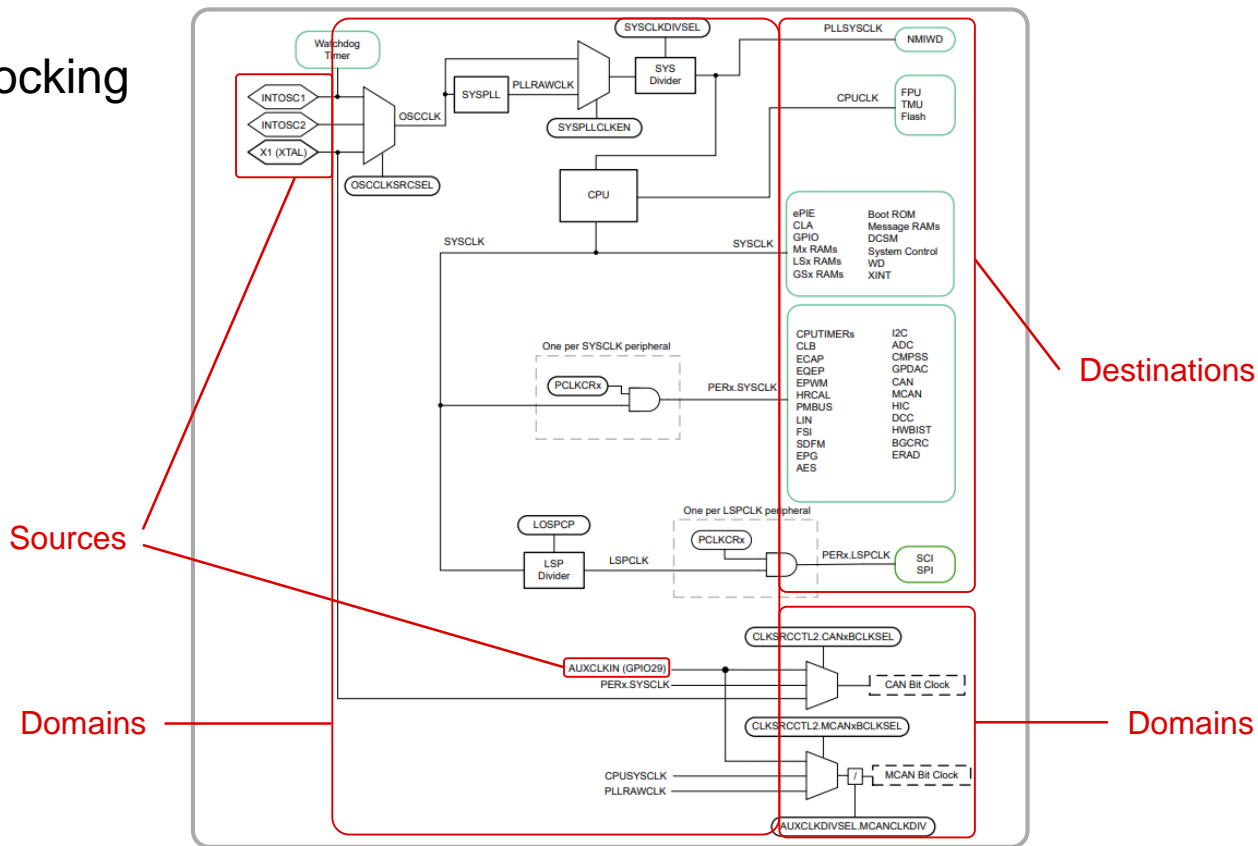 ocking
Watchdog
Timer
SYSCLKDIVSEL
PLLSYSCLK
NMIWD
INTOSC1
INTOSC2
X1 (XTAL)
OSCCLK
SYSPLL
PLLRAWCLK
SYS
Divider
SYSPLLCLKEN
OSCCLKSRCSEL
CPUCLK
FPU
TMU
Flash
CPU
SYSCLK
SYSCLK
ePIE
CLA
GPIO
Mx RAMs
LSx RAMs
GSx RAMs
Boot ROM
Message RAMs
DCSM
System Control
WD
XINT
One per SYSCLK peripheral
PCLKCRx
PERx.SYSCLK
CPUTIMERs
CLB
ECAP
EQEP
EPWM
HRCAL
PMBUS
LIN
FSI
SDFM
EPG
AES
I2C
ADC
CMPSS
GPDAC
CAN
MCAN
HIC
DCC
HWBIST
BGCRC
ERAD
Destinations
Sources
One per LSPCLK peripheral
LOSPCP
LSP
Divider
LSPCLK
PCLKCRx
PERx.LSPCLK
SCI
SPI
CLKSRCCTL2.CANxBCLKSEL
AUXCLKIN (GPIO29)
PERx.SYSCLK
CAN Bit Clock
Domains
Domains
CLKSRCCTL2.MCANxBCLKSEL
CPUSYSCLK
PLLRAWCLK
/
MCAN Bit Clock
AUXCLKDIVSEL.MCANCLKDIV